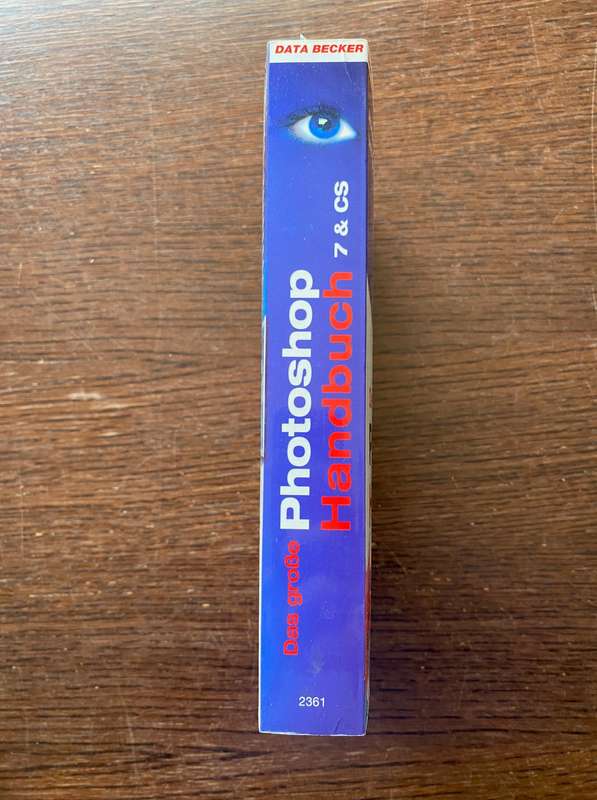 DATA BECKER
Das große
Photoshop
Handbuch 7 & CS
2361